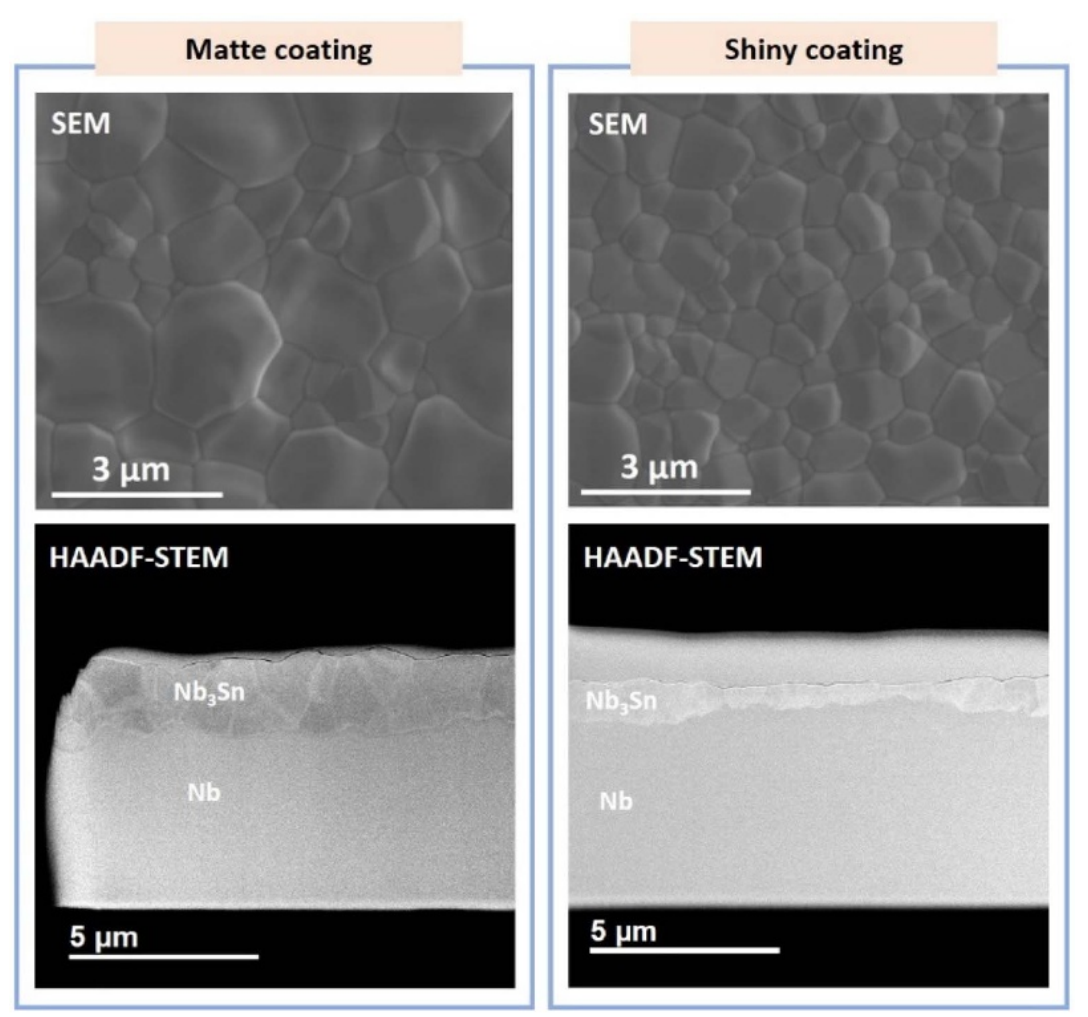 Matte coating
SEM
3 µm
HAADF-STEM
Nb₃Sn
Nb
5 µm
Shiny coating
SEM
3 µm
HAADF-STEM
Nb₃Sn
Nb
5 µm